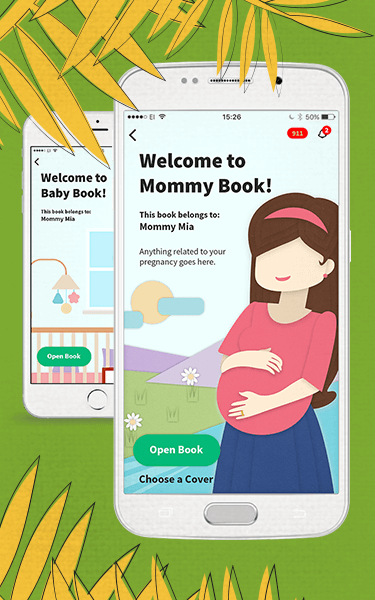 15:26
50%
911
2
Welcome to
Mommy Book!
This book belongs to:
Mommy Mia
Anything related to your
pregnancy goes here.
Open Book
Choose a Cover
Welcome to
Baby Book!
This book belongs to:
Mommy Mia
Open Book